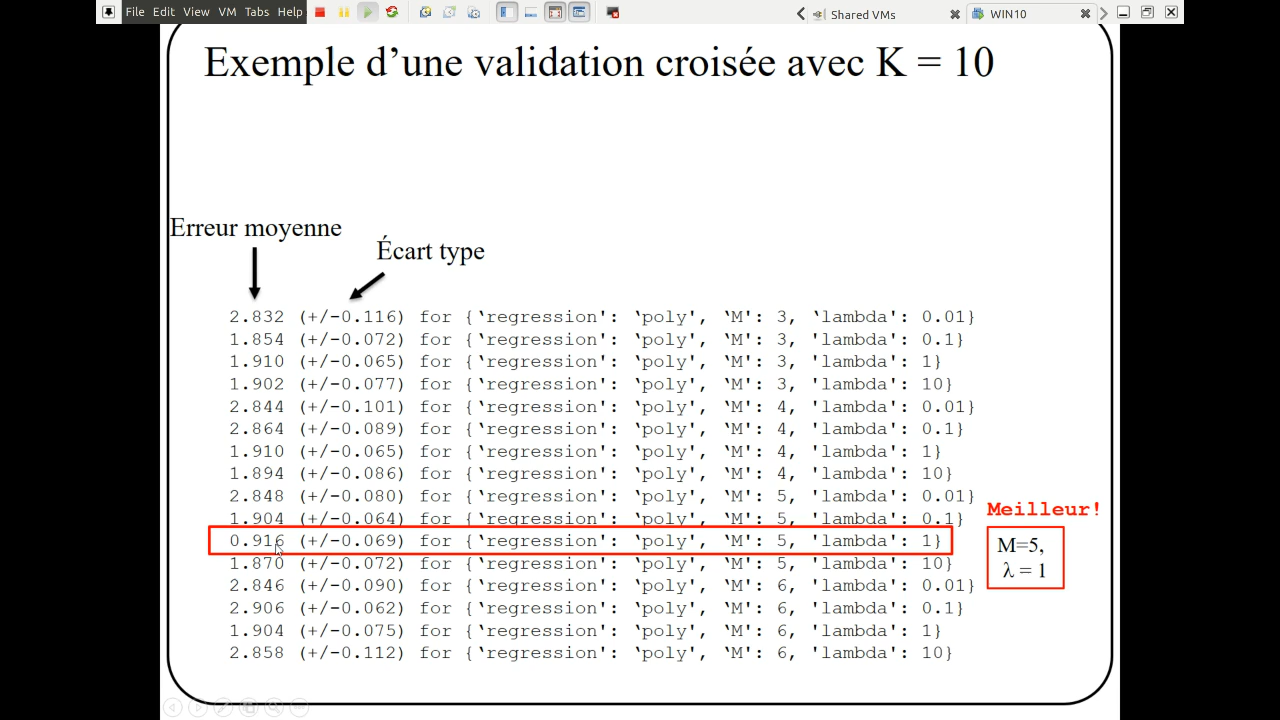 File Edit View VM Tabs Help
Shared VMs
WIN10
Exemple d’une validation croisée avec K = 10
Erreur moyenne
Écart type
2.832 (+/-0.116) for {‘regression': ‘poly', ‘M': 3, ‘lambda': 0.01}
1.854 (+/-0.072) for {‘regression': ‘poly', ‘M': 3, 'lambda': 0.1}
1.910 (+/-0.065) for {‘regression': ‘poly', ‘M': 3, 'lambda': 1}
1.902 (+/-0.077) for {‘regression': ‘poly', ‘M': 3, 'lambda': 10}
2.844 (+/-0.101) for {‘regression': ‘poly', ‘M': 4, 'lambda': 0.01}
2.864 (+/-0.089) for {‘regression': ‘poly', ‘M': 4, 'lambda': 0.1}
1.910 (+/-0.065) for {‘regression': ‘poly', ‘M': 4, 'lambda': 1}
1.894 (+/-0.086) for {‘regression': ‘poly', ‘M': 4, 'lambda': 10}
2.848 (+/-0.080) for {‘regression': ‘poly', ‘M': 5, 'lambda': 0.01}
1.904 (+/-0.064) for {‘regression': ‘poly', ‘M': 5, 'lambda': 0.1}
0.916 (+/-0.069) for {‘regression': ‘poly', ‘M': 5, 'lambda': 1}
1.870 (+/-0.072) for {‘regression': ‘poly', ‘M': 5, 'lambda': 10}
2.846 (+/-0.090) for {‘regression': ‘poly', ‘M': 6, 'lambda': 0.01}
2.906 (+/-0.062) for {‘regression': ‘poly', ‘M': 6, 'lambda': 0.1}
1.904 (+/-0.075) for {‘regression': ‘poly', ‘M': 6, 'lambda': 1}
2.858 (+/-0.112) for {‘regression': ‘poly', ‘M': 6, 'lambda': 10}
Meilleur!
M=5,
λ = 1